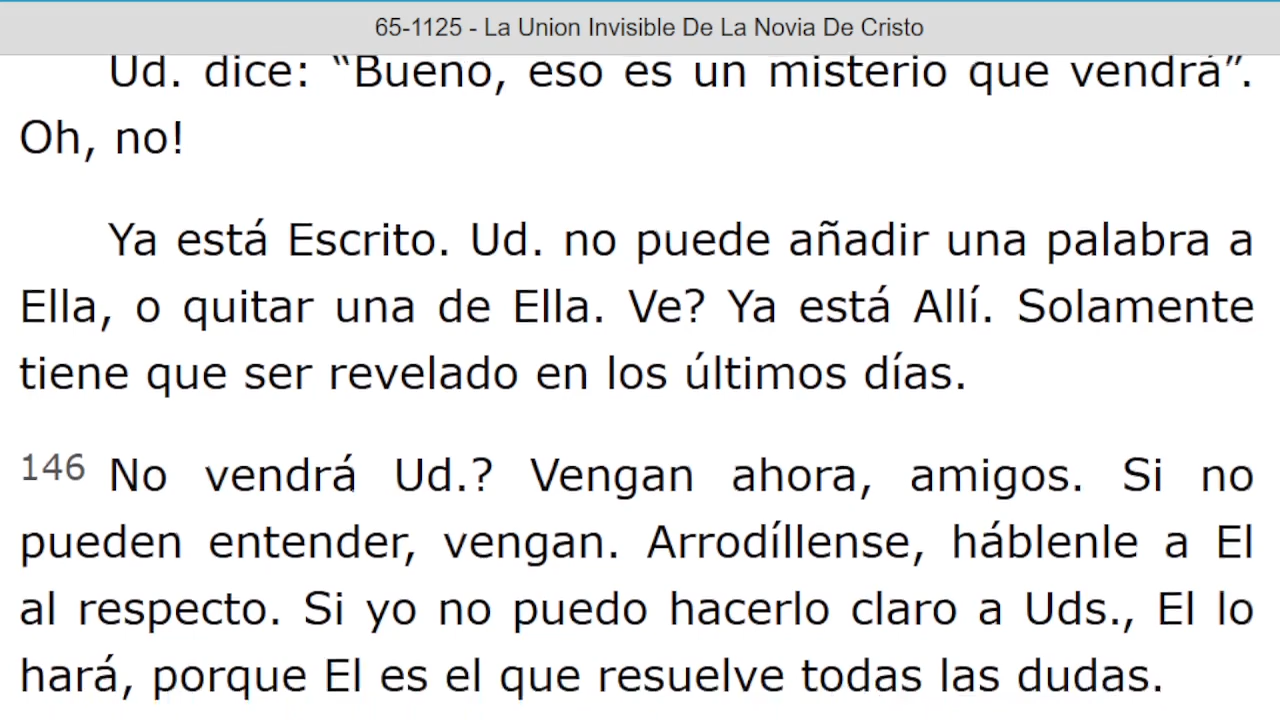 65-1125 - La Union Invisible De La Novia De Cristo
Ud. dice: “Bueno, eso es un misterio que vendrá”.
Oh, no!
Ya está Escrito. Ud. no puede añadir una palabra a
Ella, o quitar una de Ella. Ve? Ya está Allí. Solamente
tiene que ser revelado en los últimos días.
146 No vendrá Ud.? Vengan ahora, amigos. Si no
pueden entender, vengan. Arrodíllense, háblenle a El
al respecto. Si yo no puedo hacerlo claro a Uds., El lo
hará, porque El es el que resuelve todas las dudas.